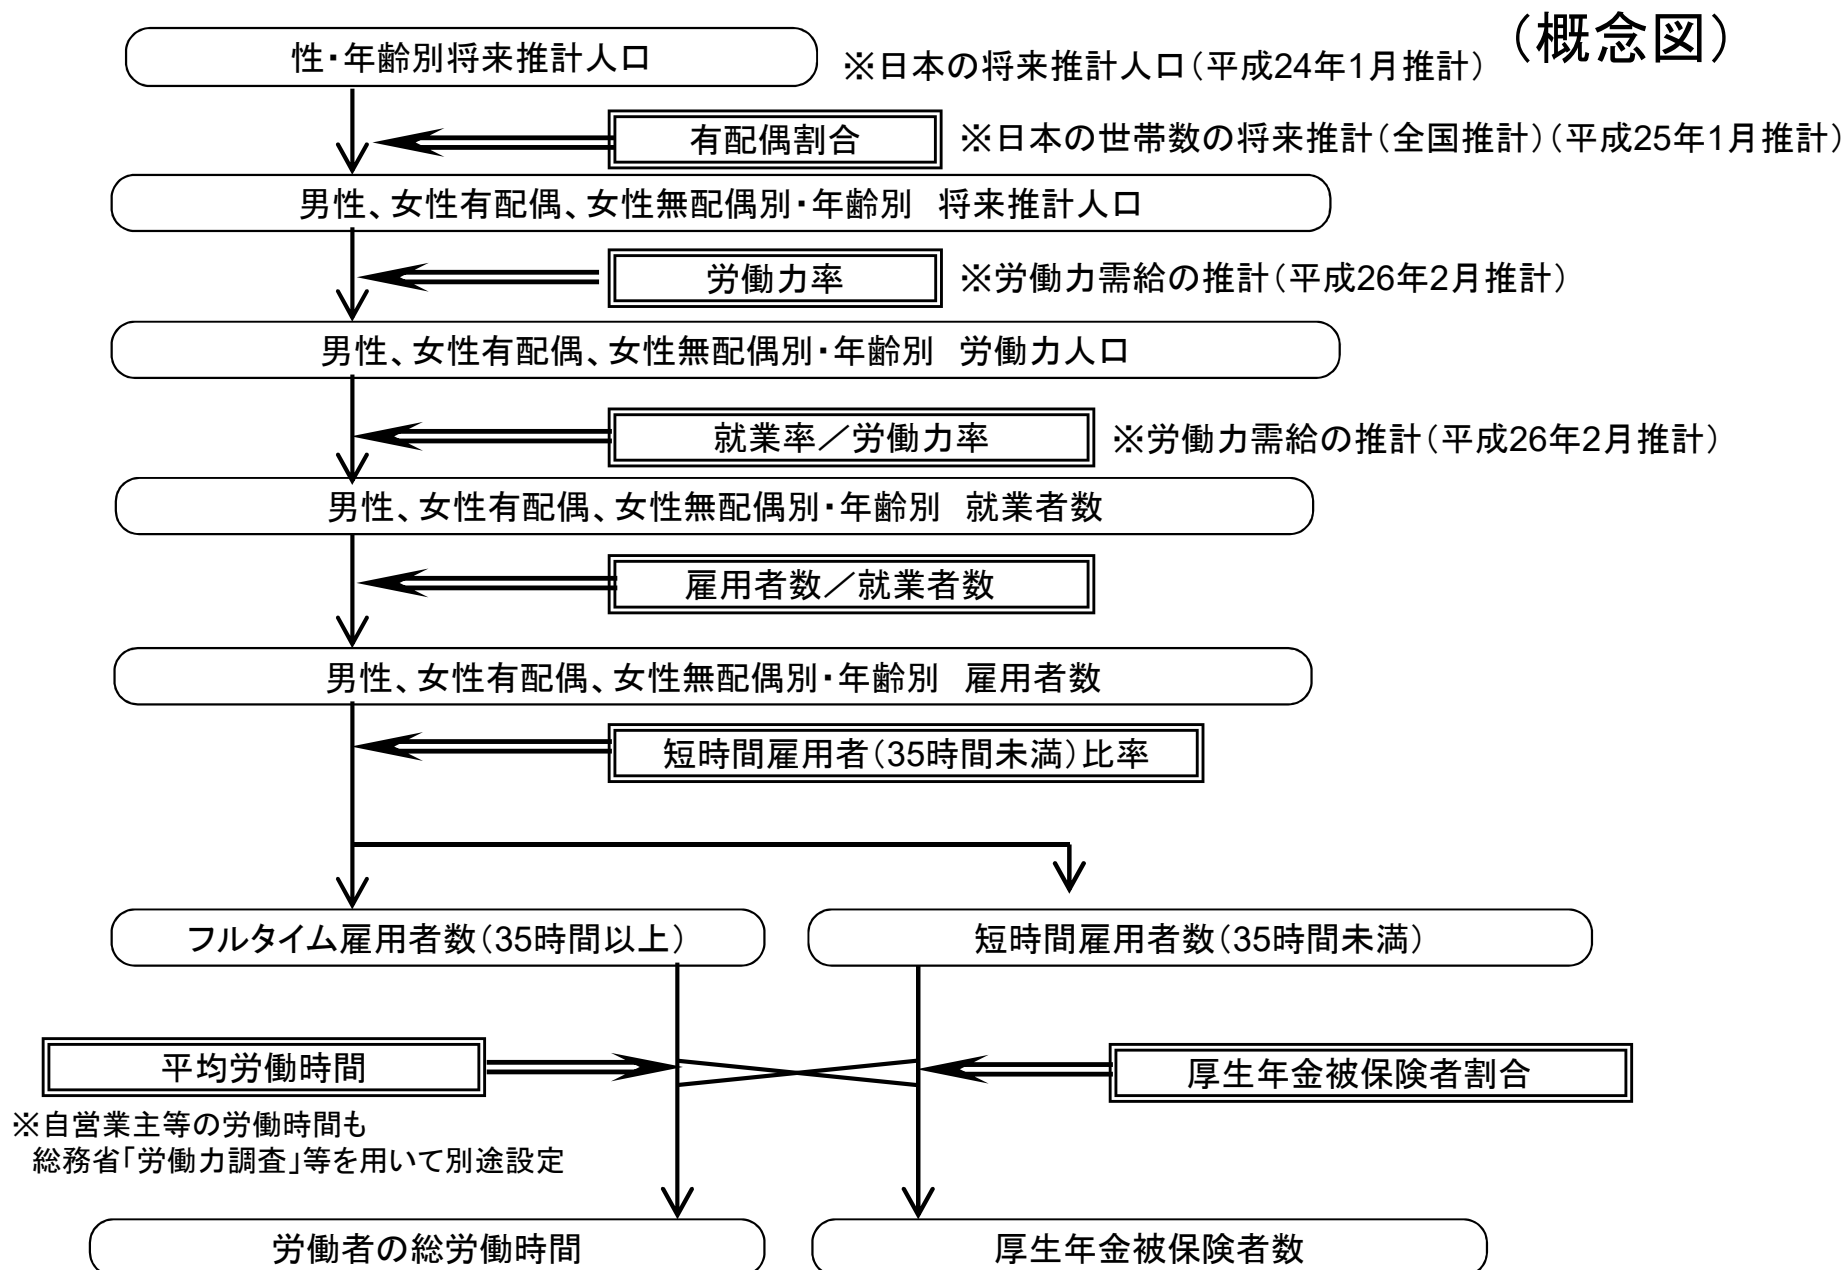 （概念図）
性・年齢別将来推計人口
※日本の将来推計人口（平成24年1月推計）
有配偶割合
※日本の世帯数の将来推計（全国推計）（平成25年1月推計）
男性、女性有配偶、女性無配偶別・年齢別　将来推計人口
労働力率
※労働力需給の推計（平成26年2月推計）
男性、女性有配偶、女性無配偶別・年齢別　労働力人口
就業率／労働力率
※労働力需給の推計（平成26年2月推計）
男性、女性有配偶、女性無配偶別・年齢別　就業者数
雇用者数／就業者数
男性、女性有配偶、女性無配偶別・年齢別　雇用者数
短時間雇用者（35時間未満）比率
フルタイム雇用者数（35時間以上）
短時間雇用者数（35時間未満）
平均労働時間
厚生年金被保険者割合
※自営業主等の労働時間も
総務省「労働力調査」等を用いて別途設定
労働者の総労働時間
厚生年金被保険者数